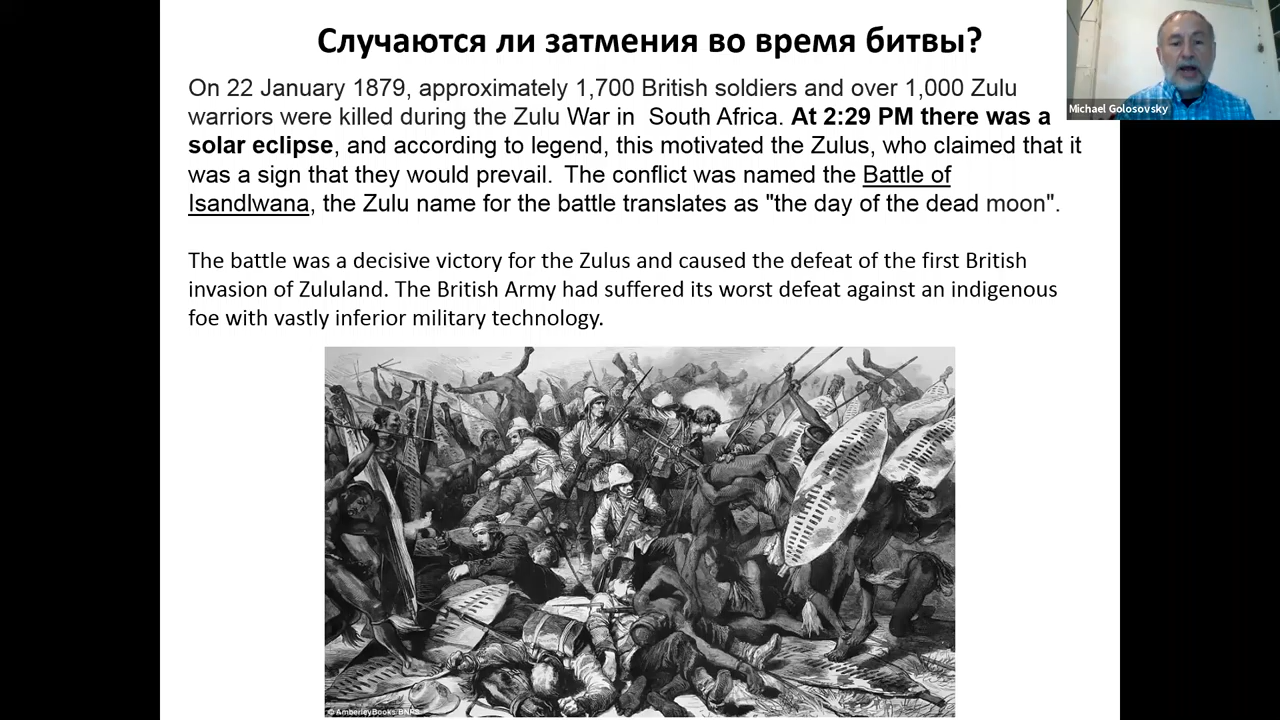 Случаются ли затмения во время битвы?
Michael Golosovsky
On 22 January 1879, approximately 1,700 British soldiers and over 1,000 Zulu
warriors were killed during the Zulu War in  South Africa. At 2:29 PM there was a
solar eclipse, and according to legend, this motivated the Zulus, who claimed that it
was a sign that they would prevail.  The conflict was named the Battle of
Isandlwana, the Zulu name for the battle translates as "the day of the dead moon".
The battle was a decisive victory for the Zulus and caused the defeat of the first British
invasion of Zululand. The British Army had suffered its worst defeat against an indigenous
foe with vastly inferior military technology.
© AmberleyBooks/BNPS